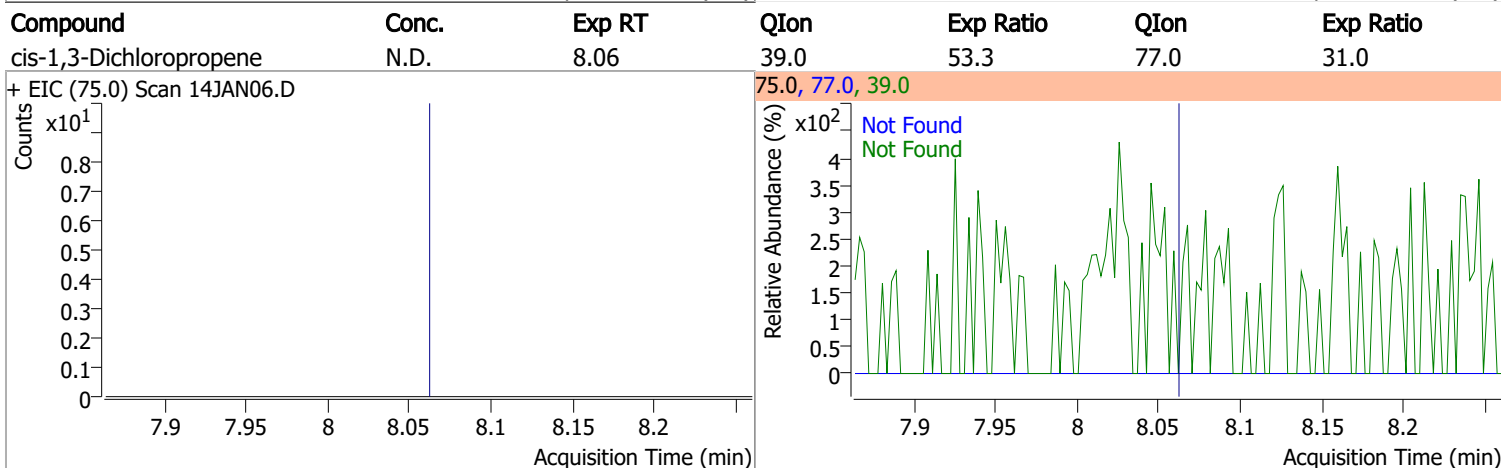 Compound Conc. Exp RT QIon Exp Ratio QIon Exp Ratio
cis-1,3-Dichloropropene N.D. 8.06 39.0 53.3 77.0 31.0
+ EIC (75.0) Scan 14JAN06.D
Counts
x10¹
0.8
0.7
0.6
0.5
0.4
0.3
0.2
0.1
0
7.9 7.95 8 8.05 8.1 8.15 8.2
Acquisition Time (min)
75.0, 77.0, 39.0
Relative Abundance (%)
x10²
Not Found
Not Found
4
3.5
3
2.5
2
1.5
1
0.5
0
7.9 7.95 8 8.05 8.1 8.15 8.2
Acquisition Time (min)